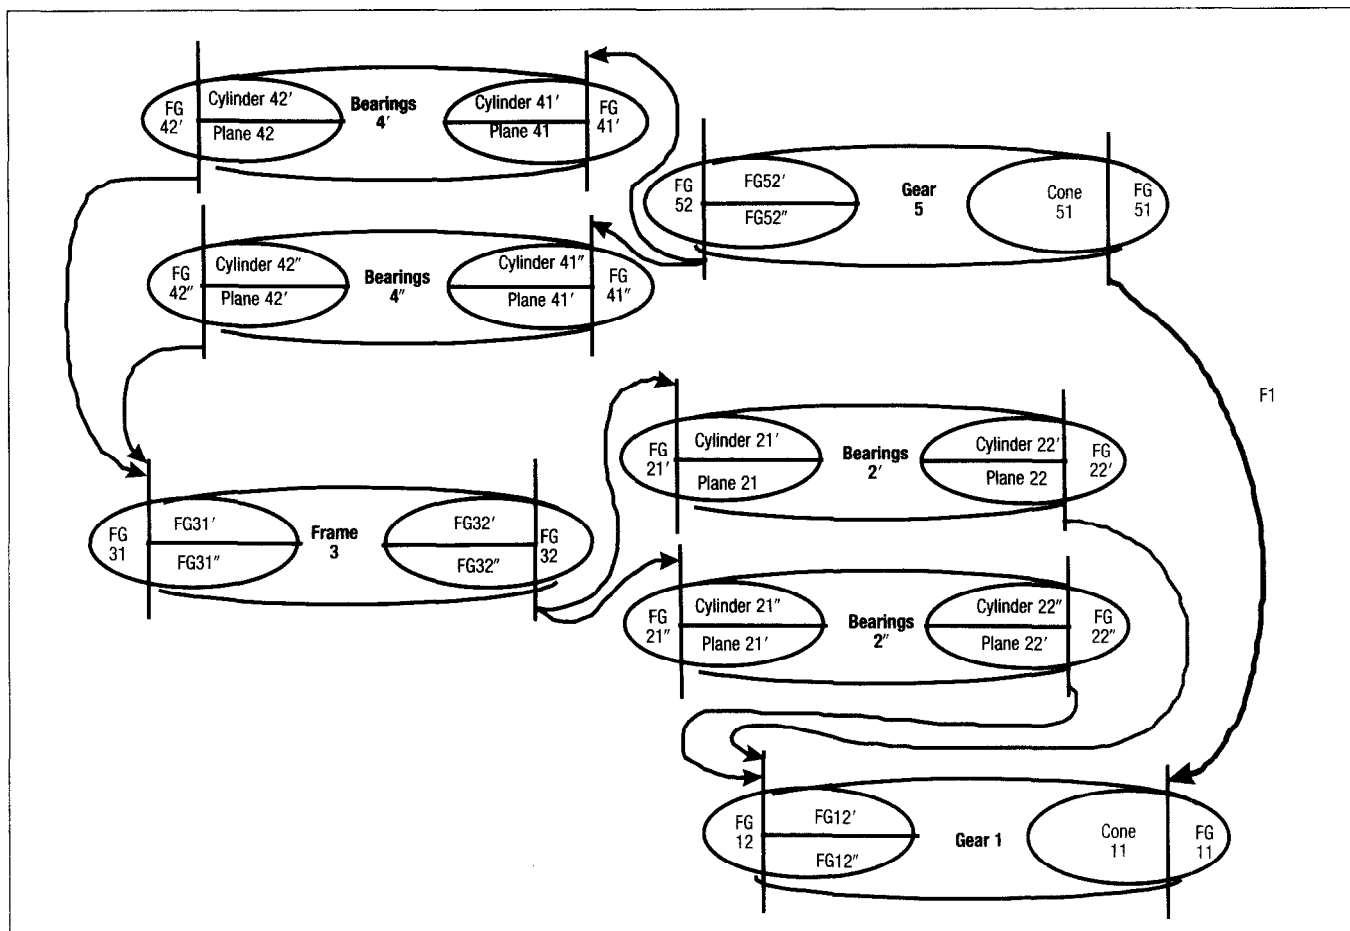 FG
42'
Cylinder 42'
Plane 42
Bearings
4'
Cylinder 41'
Plane 41
FG
41'
FG
52
FG52'
FG52"
Gear
5
Cone
51
FG
51
FG
42"
Cylinder 42"
Plane 42'
Bearings
4"
Cylinder 41"
Plane 41'
FG
41"
F1
FG
21'
Cylinder 21'
Plane 21
Bearings
2'
Cylinder 22'
Plane 22
FG
22'
FG
31
FG31'
FG31"
Frame
3
FG32'
FG32"
FG
32
FG
21"
Cylinder 21"
Plane 21'
Bearings
2"
Cylinder 22"
Plane 22'
FG
22"
FG
12
FG12'
FG12"
Gear 1
Cone
11
FG
11